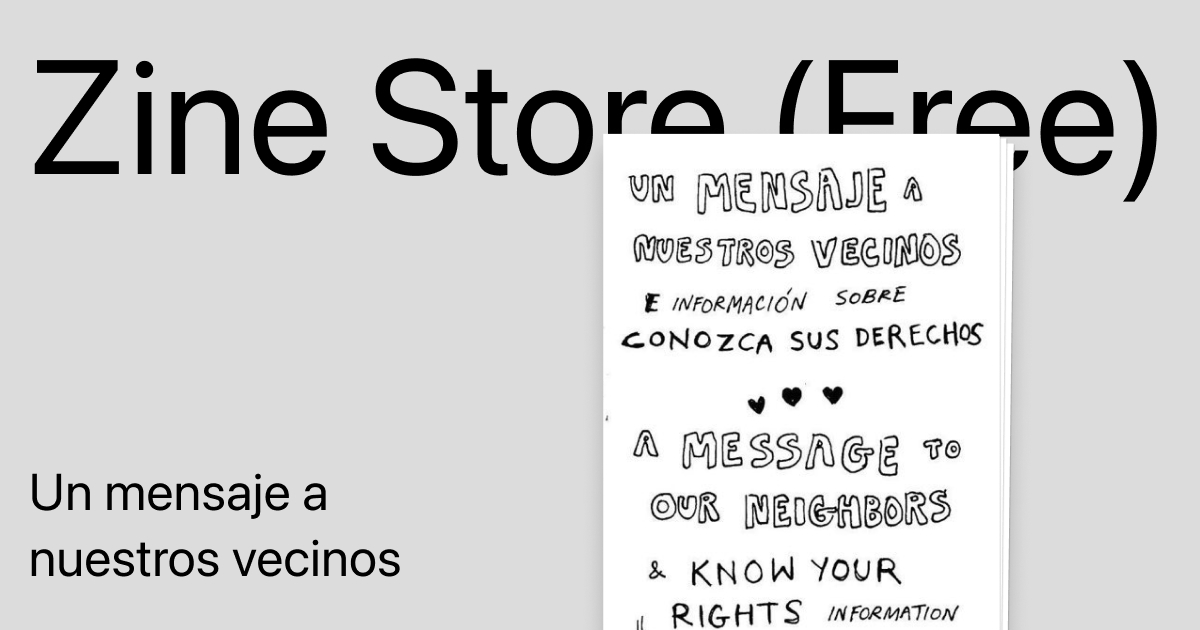 Zine Store (Free)
UN MENSAJE A
NUESTROS VECINOS
E INFORMACIÓN SOBRE
CONOZCA SUS DERECHOS
A MESSAGE TO
OUR NEIGHBORS
& KNOW YOUR
RIGHTS INFORMATION
Un mensaje a
nuestros vecinos